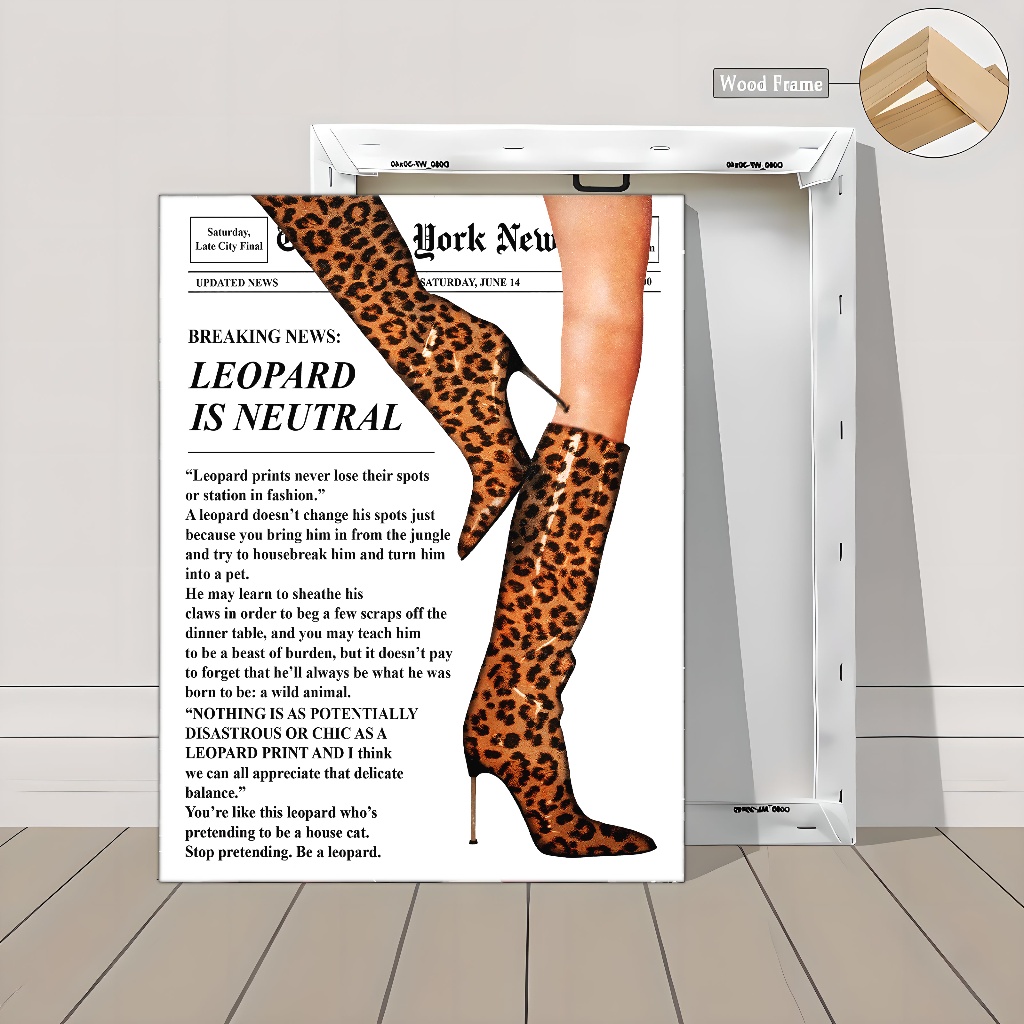 Wood Frame
Saturday,
Late City Final
York New
UPDATED NEWS
SATURDAY, JUNE 14
BREAKING NEWS:
LEOPARD
IS NEUTRAL
“Leopard prints never lose their spots
or station in fashion.”
A leopard doesn’t change his spots just
because you bring him in from the jungle
and try to housebreak him and turn him
into a pet.
He may learn to sheathe his
claws in order to beg a few scraps off the
dinner table, and you may teach him
to be a beast of burden, but it doesn’t pay
to forget that he’ll always be what he was
born to be: a wild animal.
“NOTHING IS AS POTENTIALLY
DISASTROUS OR CHIC AS A
LEOPARD PRINT AND I think
we can all appreciate that delicate
balance.”
You’re like this leopard who’s
pretending to be a house cat.
Stop pretending. Be a leopard.